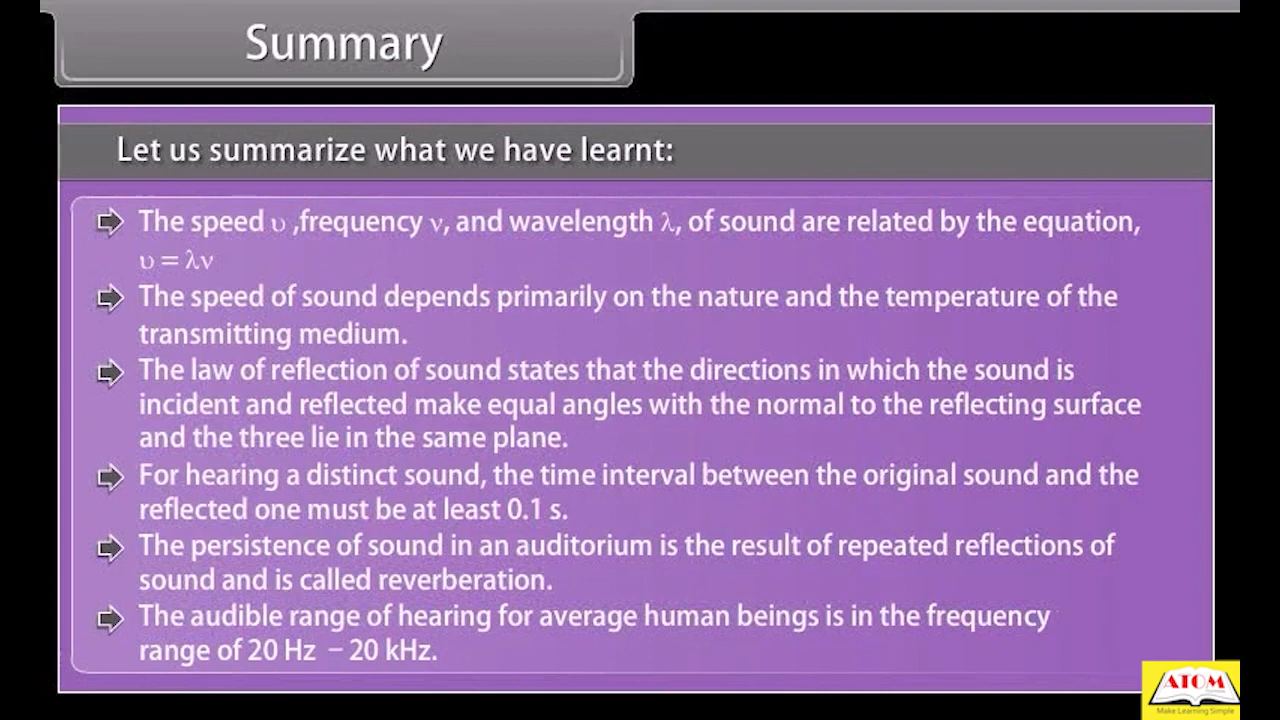 Summary
Let us summarize what we have learnt:
The speed υ ,frequency ν, and wavelength λ, of sound are related by the equation,
υ = λν
The speed of sound depends primarily on the nature and the temperature of the
transmitting medium.
The law of reflection of sound states that the directions in which the sound is
incident and reflected make equal angles with the normal to the reflecting surface
and the three lie in the same plane.
For hearing a distinct sound, the time interval between the original sound and the
reflected one must be at least 0.1 s.
The persistence of sound in an auditorium is the result of repeated reflections of
sound and is called reverberation.
The audible range of hearing for average human beings is in the frequency
range of 20 Hz – 20 kHz.
ATOM
Make Learning Simple